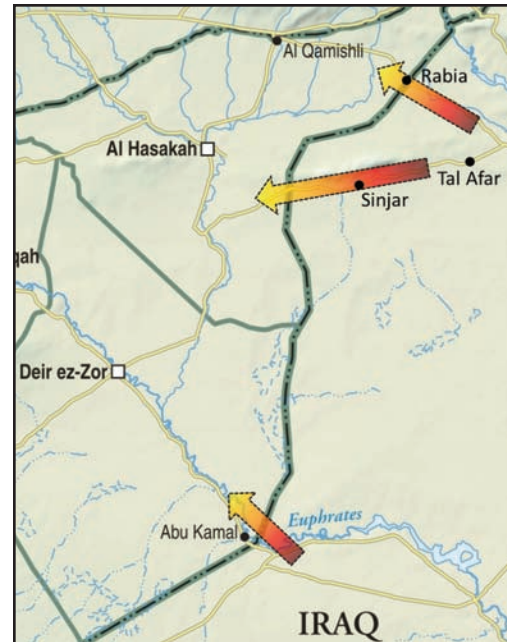 Al Qamishli
Rabia
Al Hasakah
Tal Afar
Sinjar
qah
Deir ez-Zor
Euphrates
Abu Kamal
IRAQ